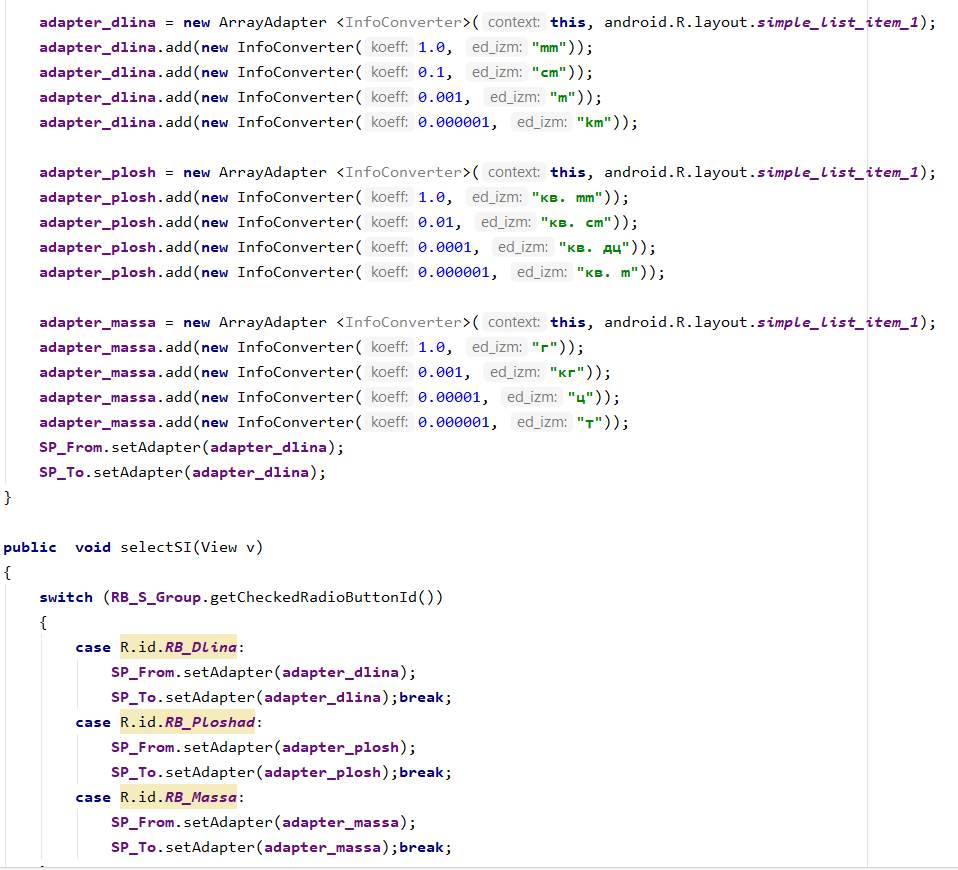 adapter_dlina = new ArrayAdapter <InfoConverter>( context: this, android.R.layout.simple_list_item_1);
adapter_dlina.add(new InfoConverter( koeff: 1.0, ed_izm: "mm"));
adapter_dlina.add(new InfoConverter( koeff: 0.1, ed_izm: "cm"));
adapter_dlina.add(new InfoConverter( koeff: 0.001, ed_izm: "m"));
adapter_dlina.add(new InfoConverter( koeff: 0.000001, ed_izm: "km"));
adapter_plosh = new ArrayAdapter <InfoConverter>( context: this, android.R.layout.simple_list_item_1);
adapter_plosh.add(new InfoConverter( koeff: 1.0, ed_izm: "кв. mm"));
adapter_plosh.add(new InfoConverter( koeff: 0.01, ed_izm: "кв. cm"));
adapter_plosh.add(new InfoConverter( koeff: 0.0001, ed_izm: "кв. дц"));
adapter_plosh.add(new InfoConverter( koeff: 0.000001, ed_izm: "кв. m"));
adapter_massa = new ArrayAdapter <InfoConverter>( context: this, android.R.layout.simple_list_item_1);
adapter_massa.add(new InfoConverter( koeff: 1.0, ed_izm: "г"));
adapter_massa.add(new InfoConverter( koeff: 0.001, ed_izm: "кг"));
adapter_massa.add(new InfoConverter( koeff: 0.00001, ed_izm: "ц"));
adapter_massa.add(new InfoConverter( koeff: 0.000001, ed_izm: "т"));
SP_From.setAdapter(adapter_dlina);
SP_To.setAdapter(adapter_dlina);
}
public void selectSI(View v)
{
switch (RB_S_Group.getCheckedRadioButtonId())
{
case R.id.RB_Dlina:
SP_From.setAdapter(adapter_dlina);
SP_To.setAdapter(adapter_dlina);break;
case R.id.RB_Ploshad:
SP_From.setAdapter(adapter_plosh);
SP_To.setAdapter(adapter_plosh);break;
case R.id.RB_Massa:
SP_From.setAdapter(adapter_massa);
SP_To.setAdapter(adapter_massa);break;